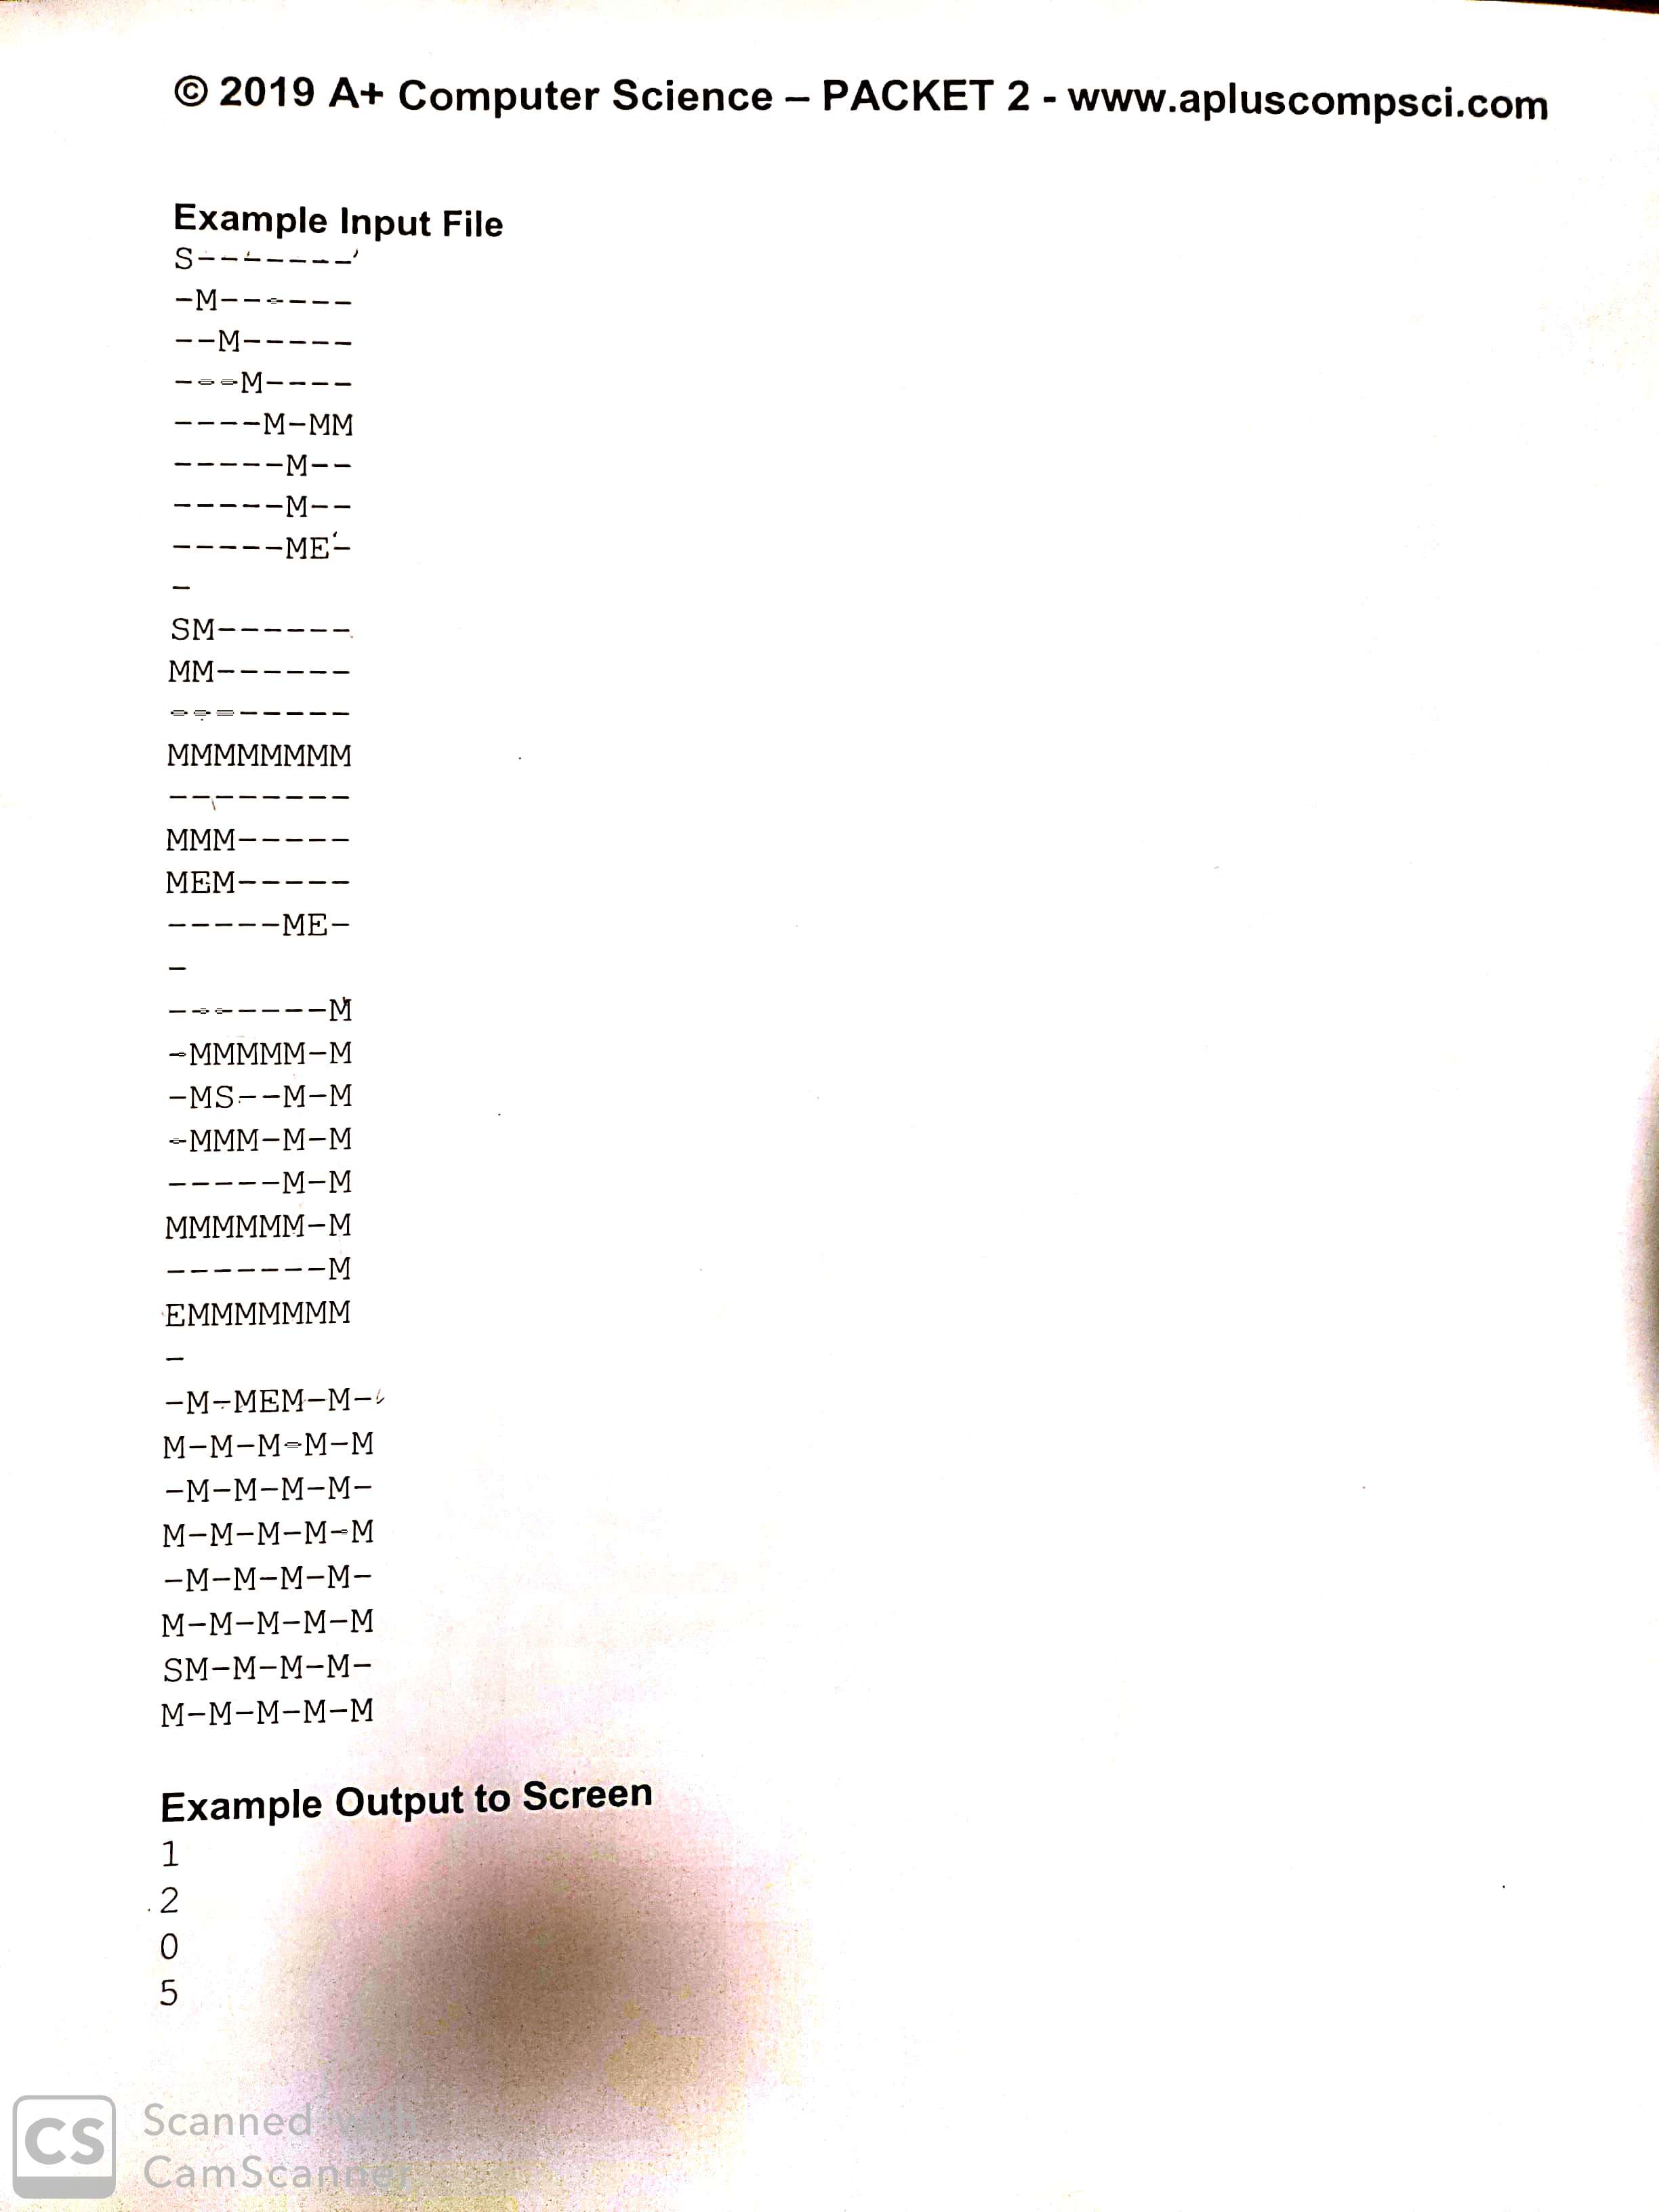 © 2019 A+ Computer Science – PACKET 2 - www.apluscompsci.com
Example Input File
S-------
-M------
--M-----
---M----
----M-MM
-----M--
-----M--
-----ME-
-
SM------
MM------
--------
MMMMMMMM
--------
MMM-----
MEM-----
-----ME-
-
-------M
-MMMMM-M
-MS--M-M
-MMM-M-M
-----M-M
MMMMMM-M
-------M
EMMMMMMM
-
-M-MEM-M-
M-M-M-M-M
-M-M-M-M-
M-M-M-M-M
-M-M-M-M-
M-M-M-M-M
SM-M-M-M-
M-M-M-M-M
Example Output to Screen
1
2
0
5
CS
Scanned with
CamScanner